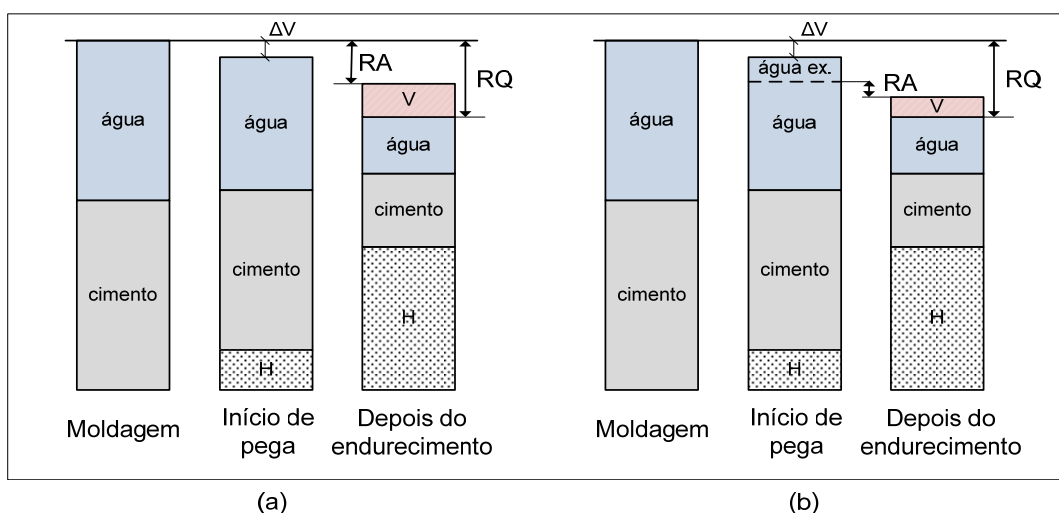 ΔV
água
cimento
água
cimento
H
RA
RQ
V
água
cimento
H
Moldagem
Início de
pega
Depois do
endurecimento
(a)
ΔV
água
cimento
água ex.
água
cimento
H
RA
RQ
V
água
cimento
H
Moldagem
Início de
pega
Depois do
endurecimento
(b)